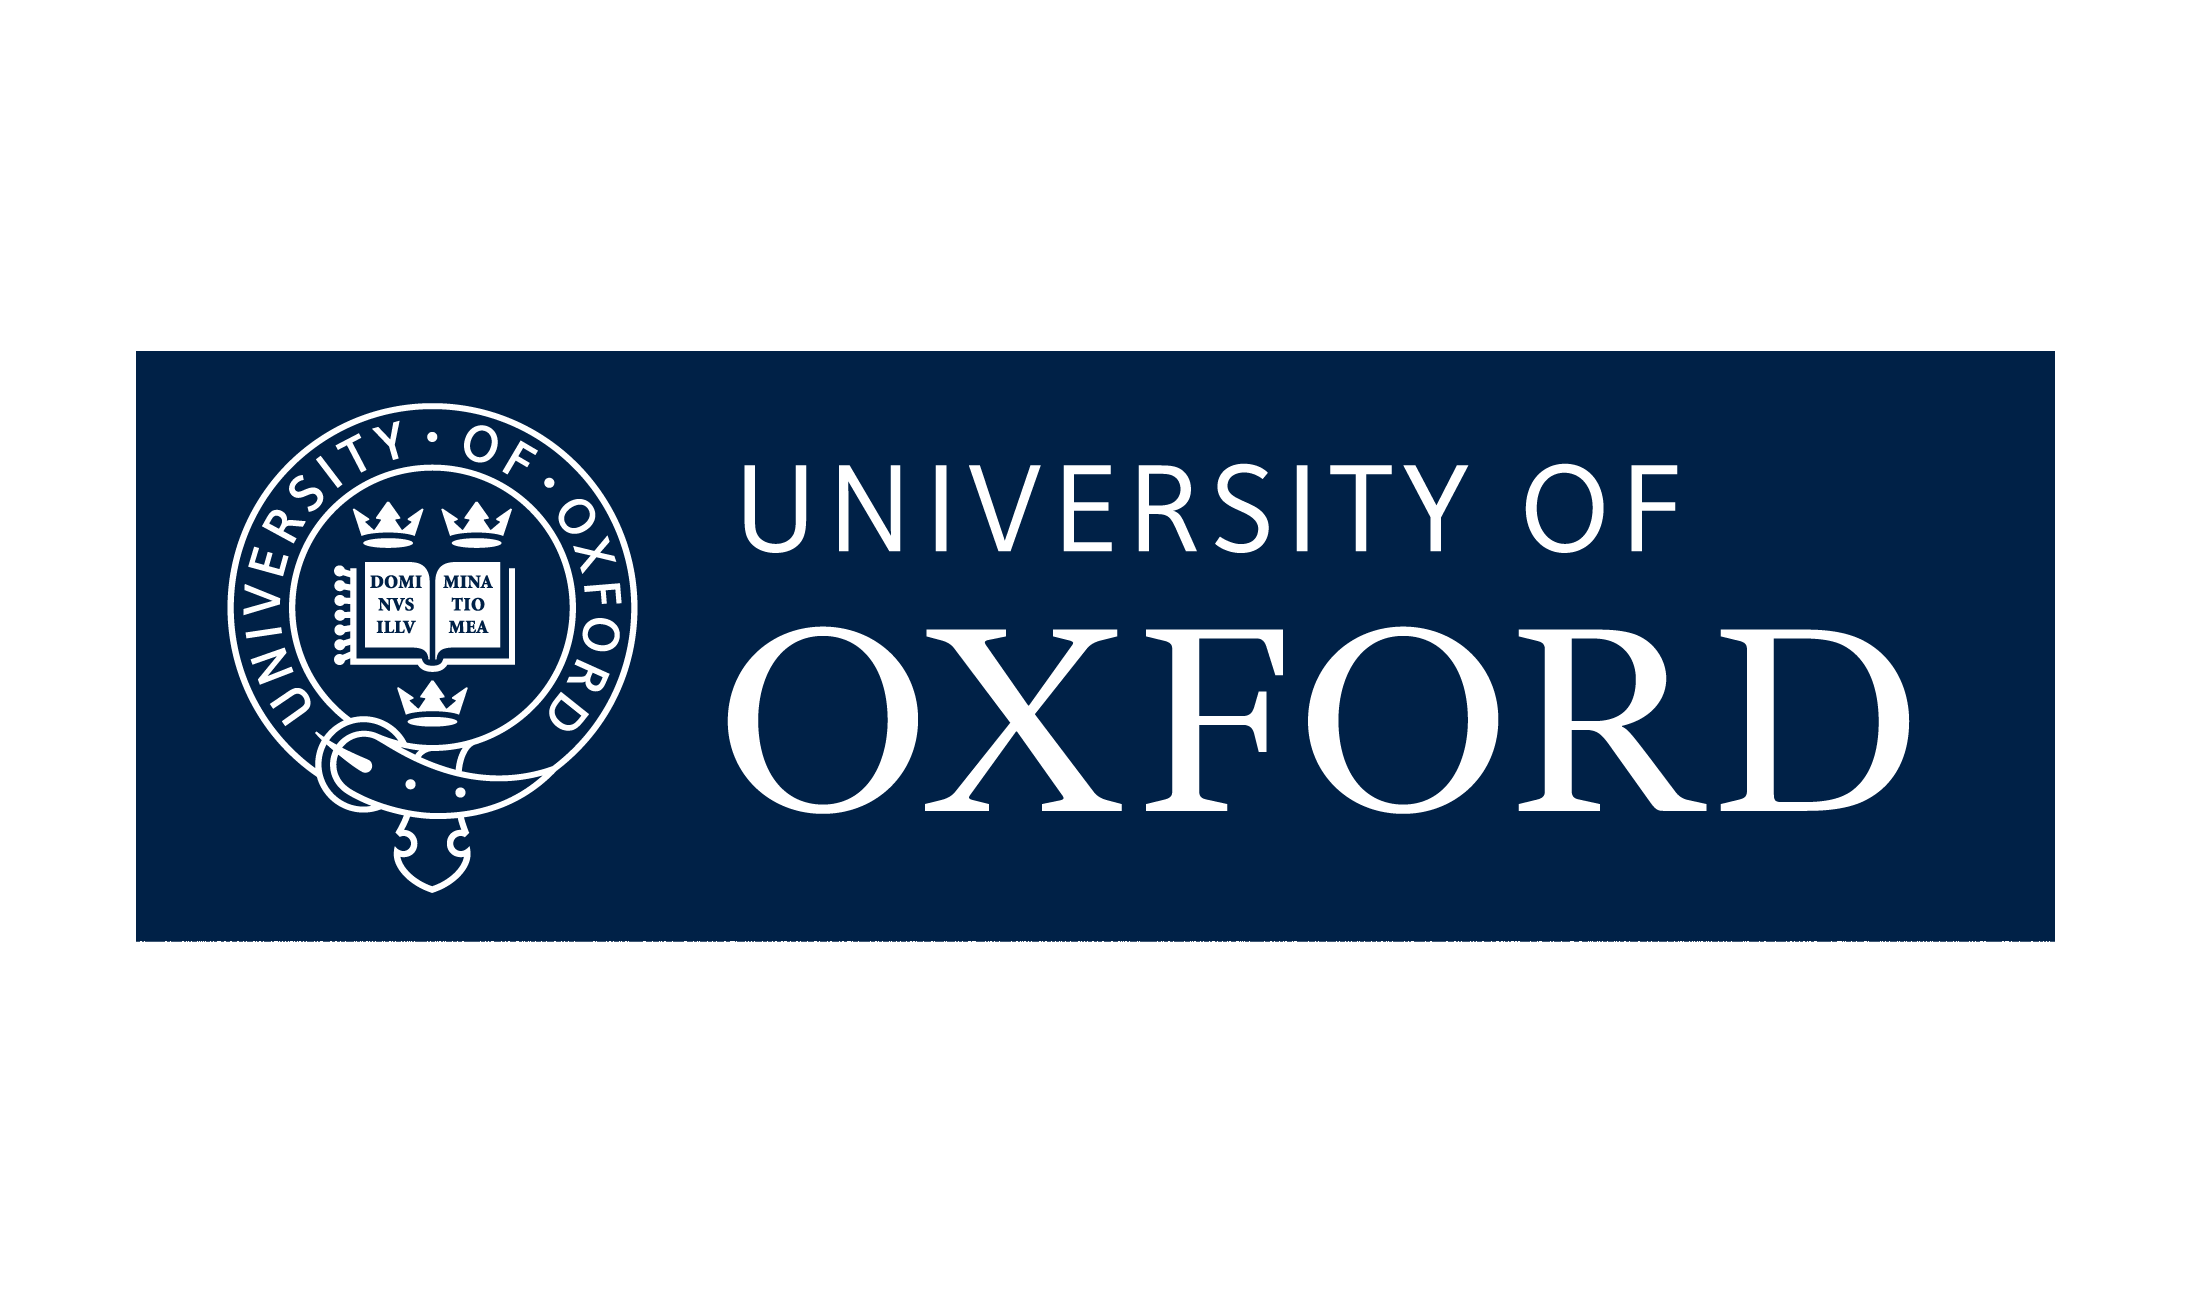 UNIVERSITY · OF · OXFORD
DOMI
NVS
ILLV
MINA
TIO
MEA
UNIVERSITY OF
OXFORD